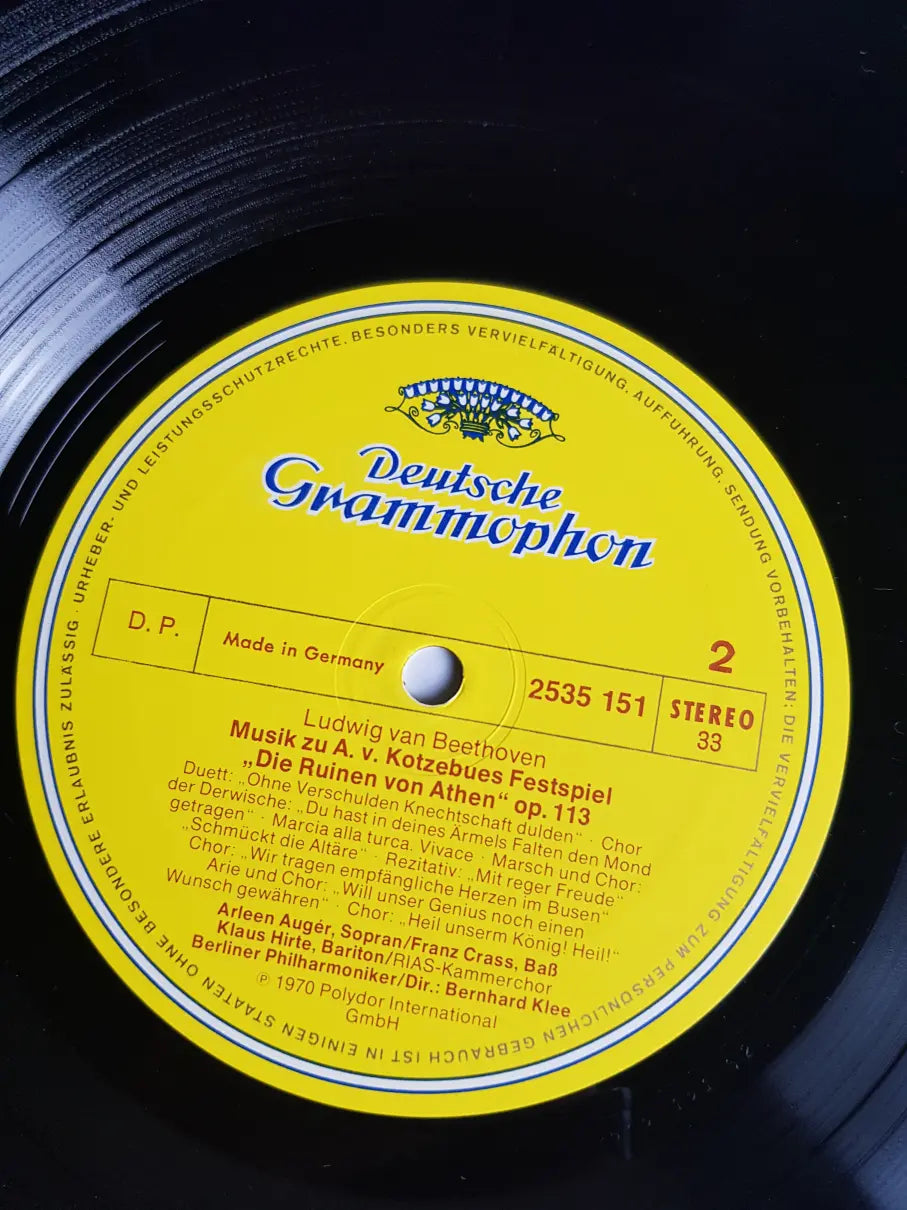 Deutsche
Grammophon
D. P.
Made in Germany
2535 151
2
STEREO
33
Ludwig van Beethoven
Musik zu A. v. Kotzebues Festspiel
„Die Ruinen von Athen“ op. 113
Duett: „Ohne Verschulden Knechtschaft dulden“ · Chor
der Derwische: „Du hast in deines Ärmels Falten den Mond
getragen“ · Marcia alla turca. Vivace · Marsch und Chor:
„Schmückt die Altäre“ · Rezitativ: „Mit reger Freude“
Chor: „Wir tragen empfängliche Herzen im Busen“
Arie und Chor: „Will unser Genius noch einen
Wunsch gewähren“ · Chor: „Heil unserm König! Heil!“
Arleen Augér, Sopran/Franz Crass, Baß
Klaus Hirte, Bariton/RIAS-Kammerchor
Berliner Philharmoniker/Dir.: Bernhard Klee
℗ 1970 Polydor International
GmbH
URHEBER- UND LEISTUNGSSCHUTZRECHTE, BESONDERS VERVIELFÄLTIGUNG, AUFFÜHRUNG, SENDUNG VORBEHALTEN; DIE VERVIELFÄLTIGUNG ZUM PERSÖNLICHEN GEBRAUCH IST IN EINIGEN STAATEN OHNE BESONDERE ERLAUBNIS ZULÄSSIG ·